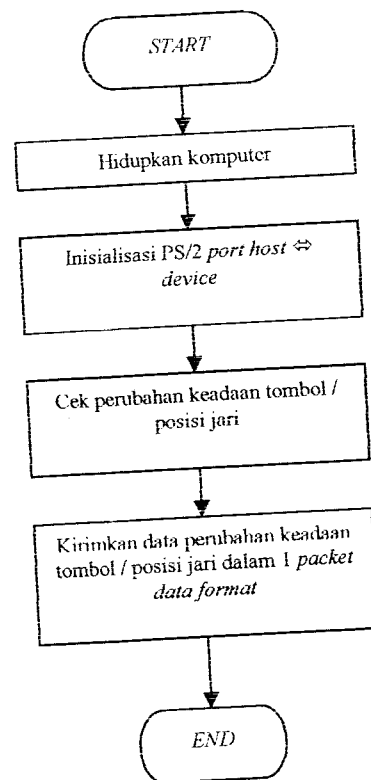 START
Hidupkan komputer
Inisialisasi PS/2 port host ⇔
device
Cek perubahan keadaan tombol /
posisi jari
Kirimkan data perubahan keadaan
tombol / posisi jari dalam 1 packet
data format
END